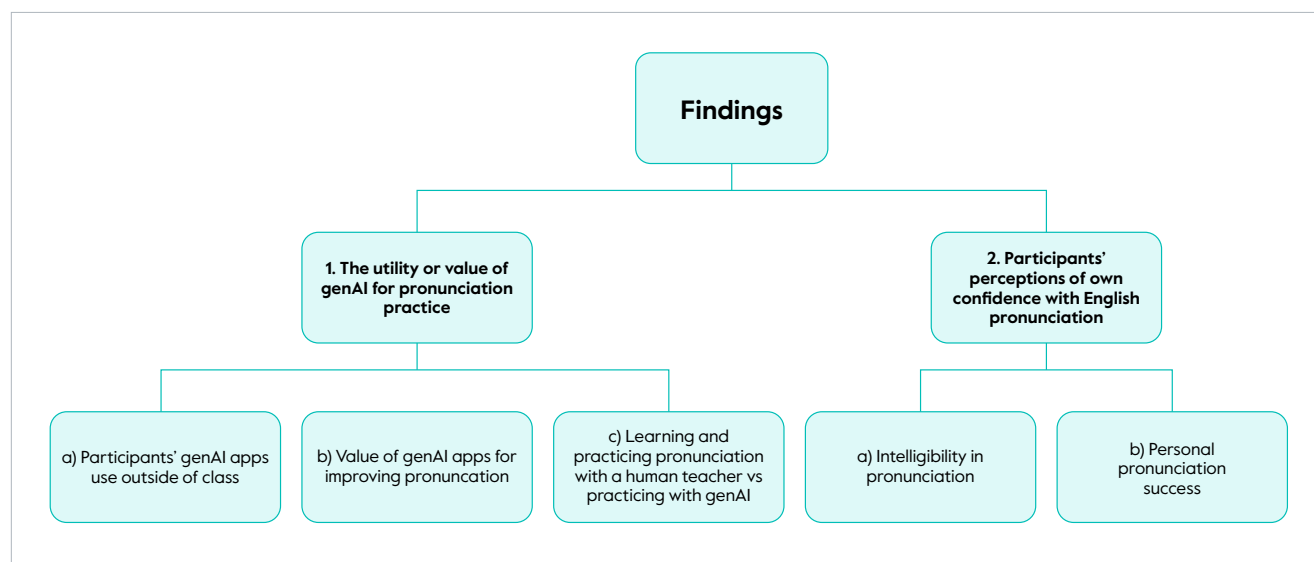 Findings
1. The utility or value of
genAI for pronunciation
practice
2. Participants’
perceptions of own
confidence with English
pronunciation
a) Participants’ genAI apps
use outside of class
b) Value of genAI apps for
improving pronuncation
c) Learning and
practicing pronunciation
with a human teacher vs
practicing with genAI
a) Intelligibility in
pronunciation
b) Personal
pronunciation
success